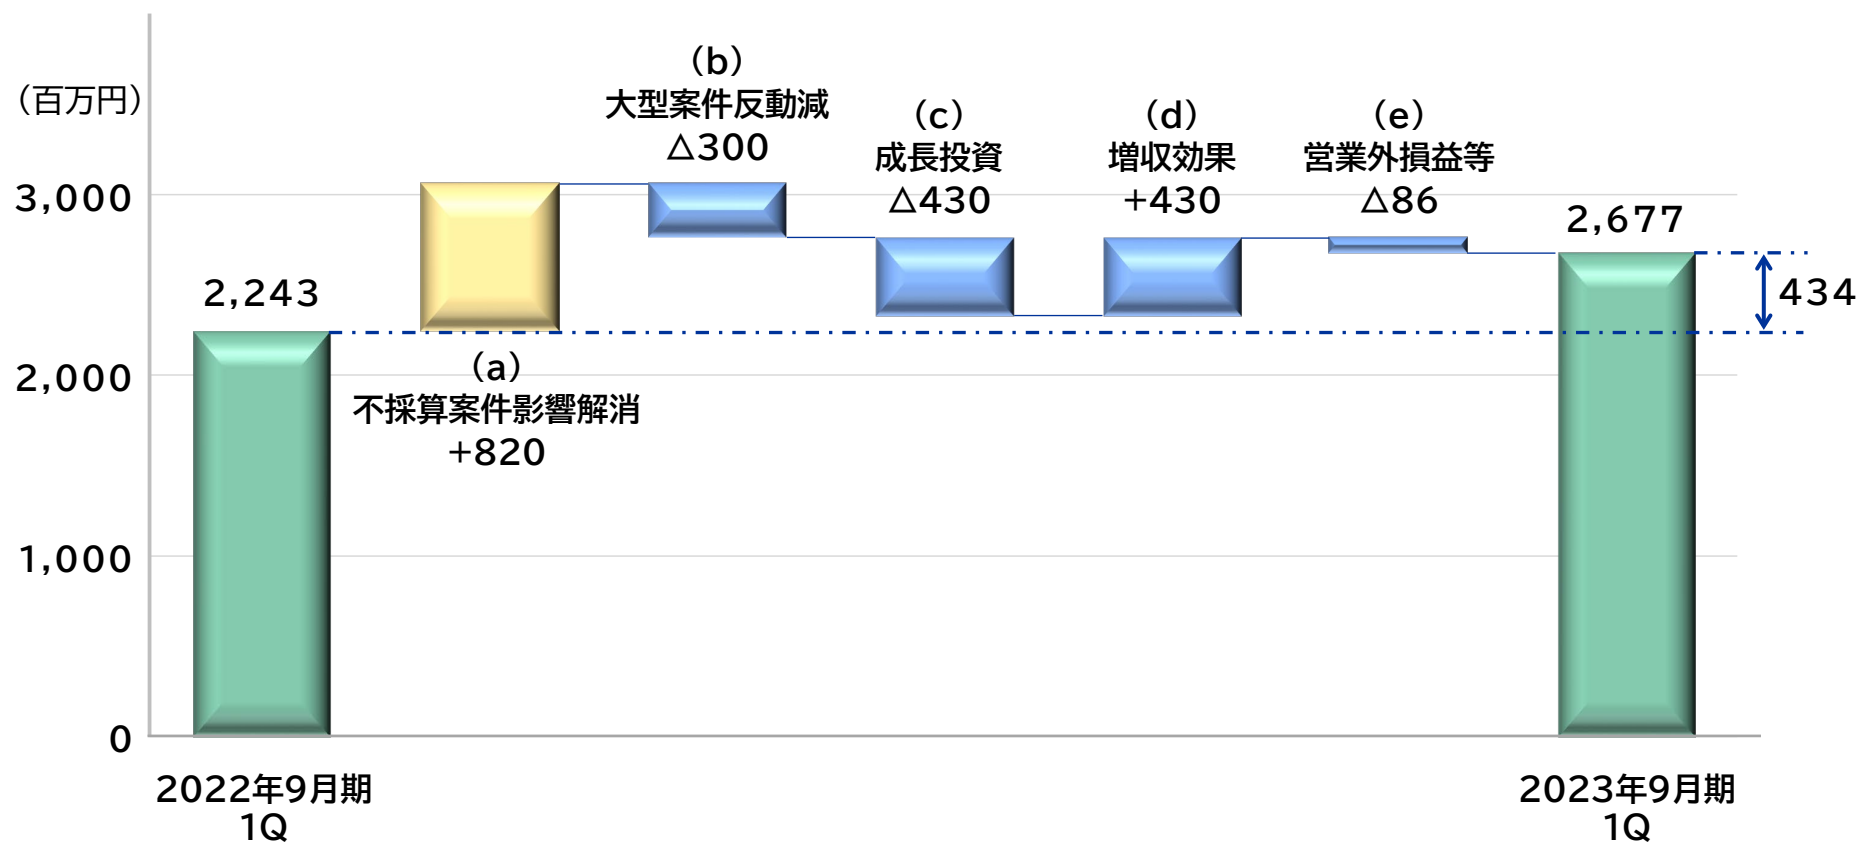 （百万円）
3,000
2,000
1,000
0
2,243
（a）
不採算案件影響解消
+820
（b）
大型案件反動減
△300
（c）
成長投資
△430
（d）
増収効果
+430
（e）
営業外損益等
△86
2,677
434
2022年9月期
1Q
2023年9月期
1Q